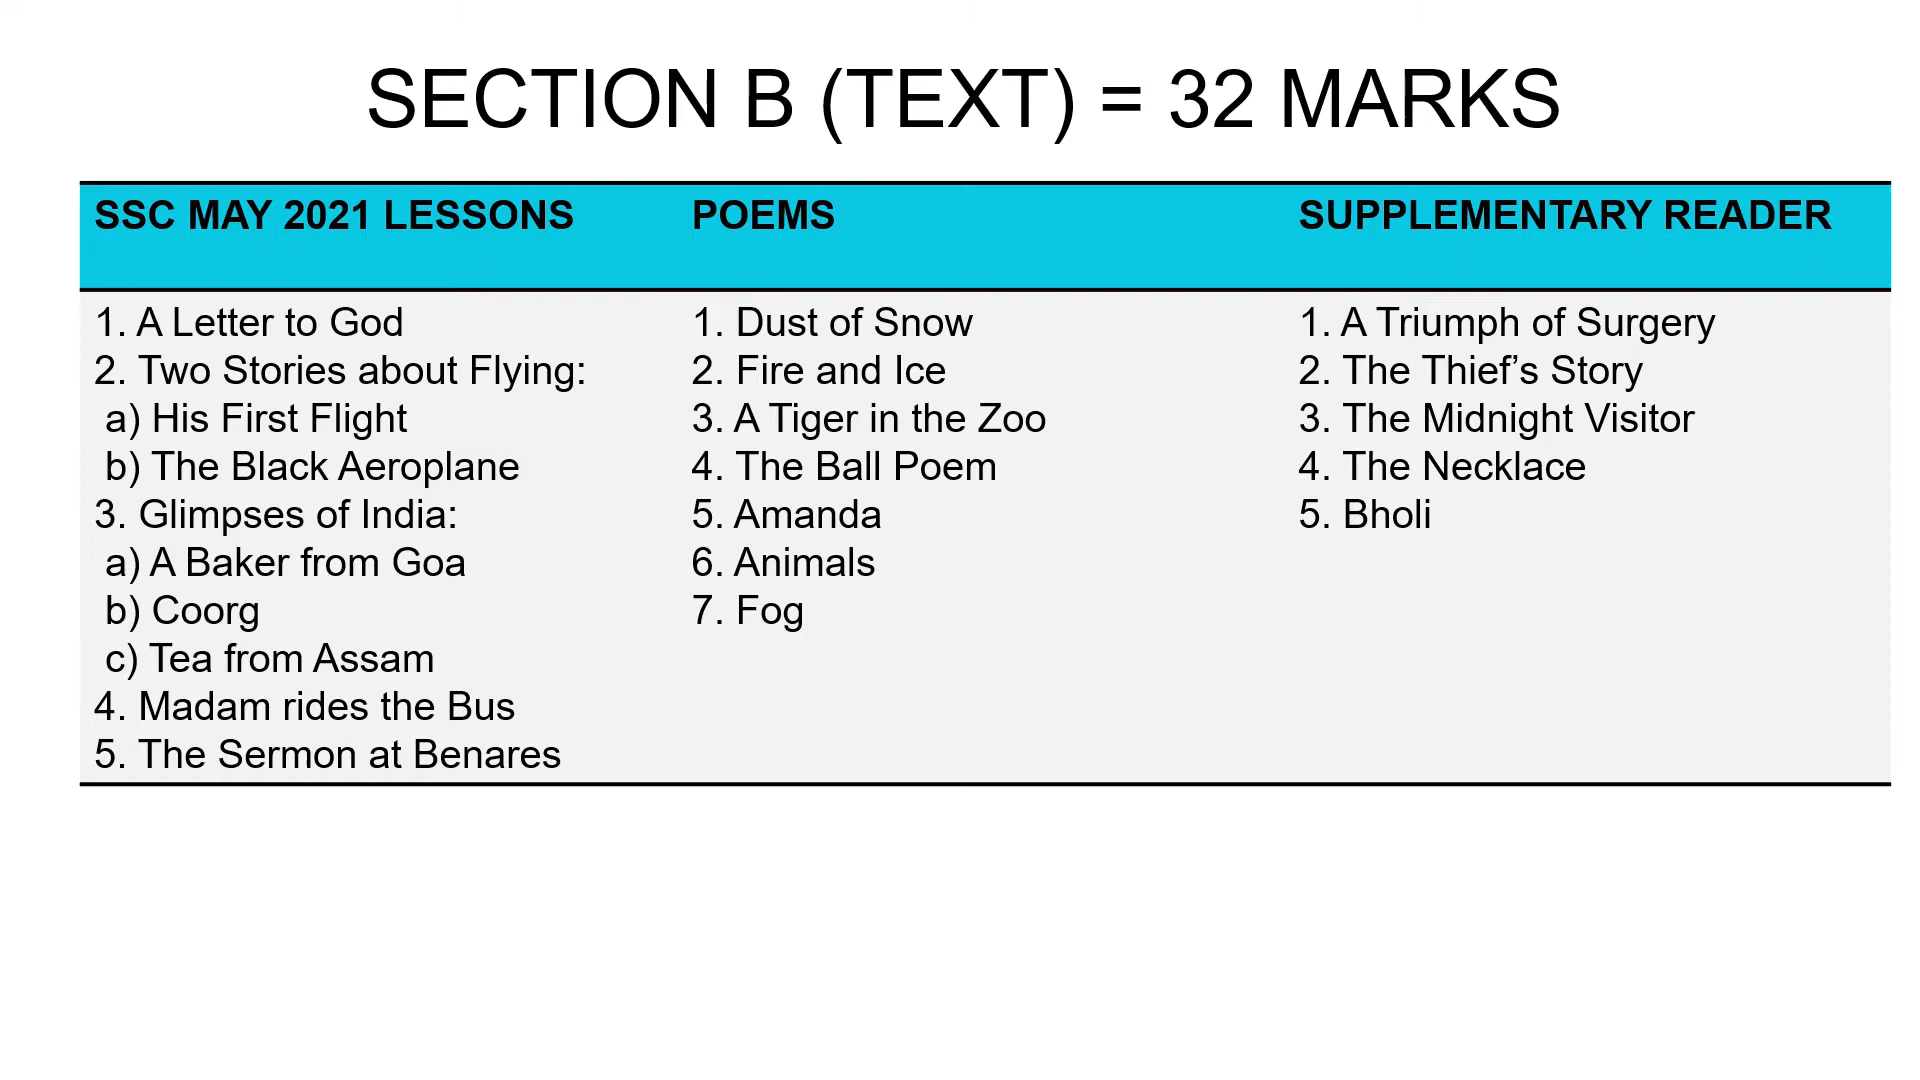 SECTION B (TEXT) = 32 MARKS
SSC MAY 2021 LESSONS
1. A Letter to God
2. Two Stories about Flying:
a) His First Flight
b) The Black Aeroplane
3. Glimpses of India:
a) A Baker from Goa
b) Coorg
c) Tea from Assam
4. Madam rides the Bus
5. The Sermon at Benares
POEMS
1. Dust of Snow
2. Fire and Ice
3. A Tiger in the Zoo
4. The Ball Poem
5. Amanda
6. Animals
7. Fog
SUPPLEMENTARY READER
1. A Triumph of Surgery
2. The Thief’s Story
3. The Midnight Visitor
4. The Necklace
5. Bholi